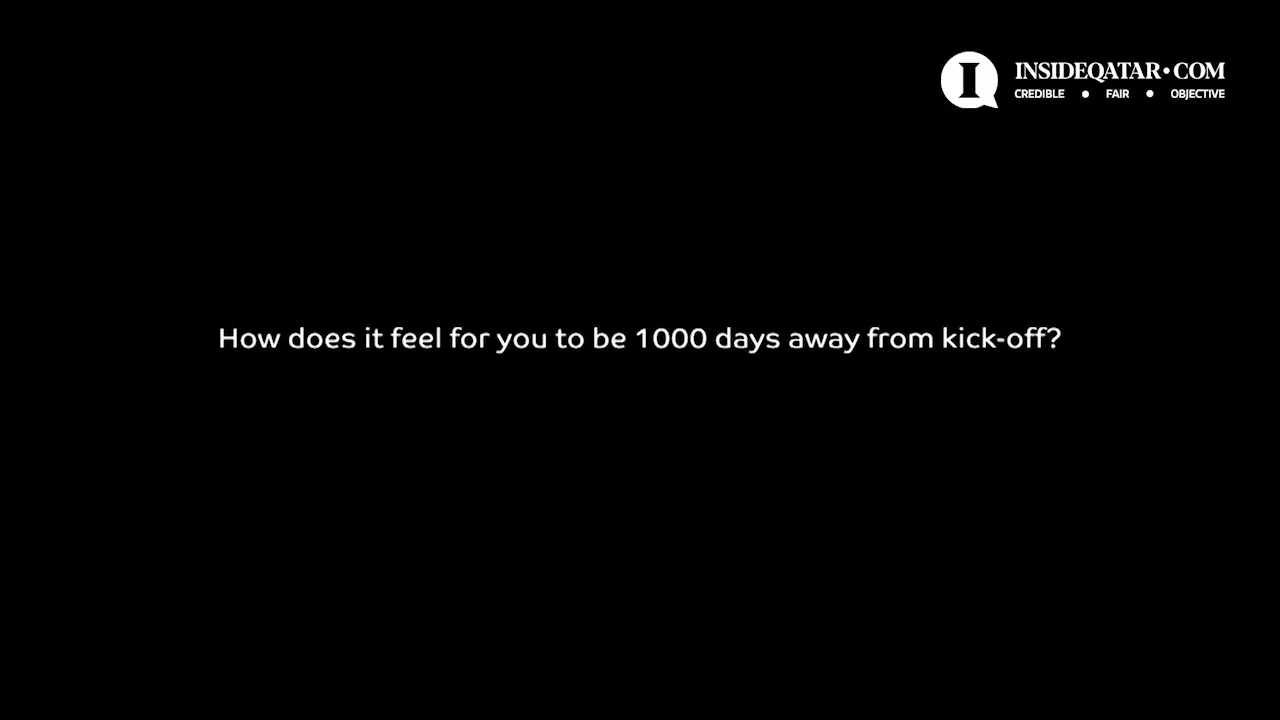 INSIDEQATAR•COM
CREDIBLE • FAIR • OBJECTIVE
How does it feel for you to be 1000 days away from kick-off?